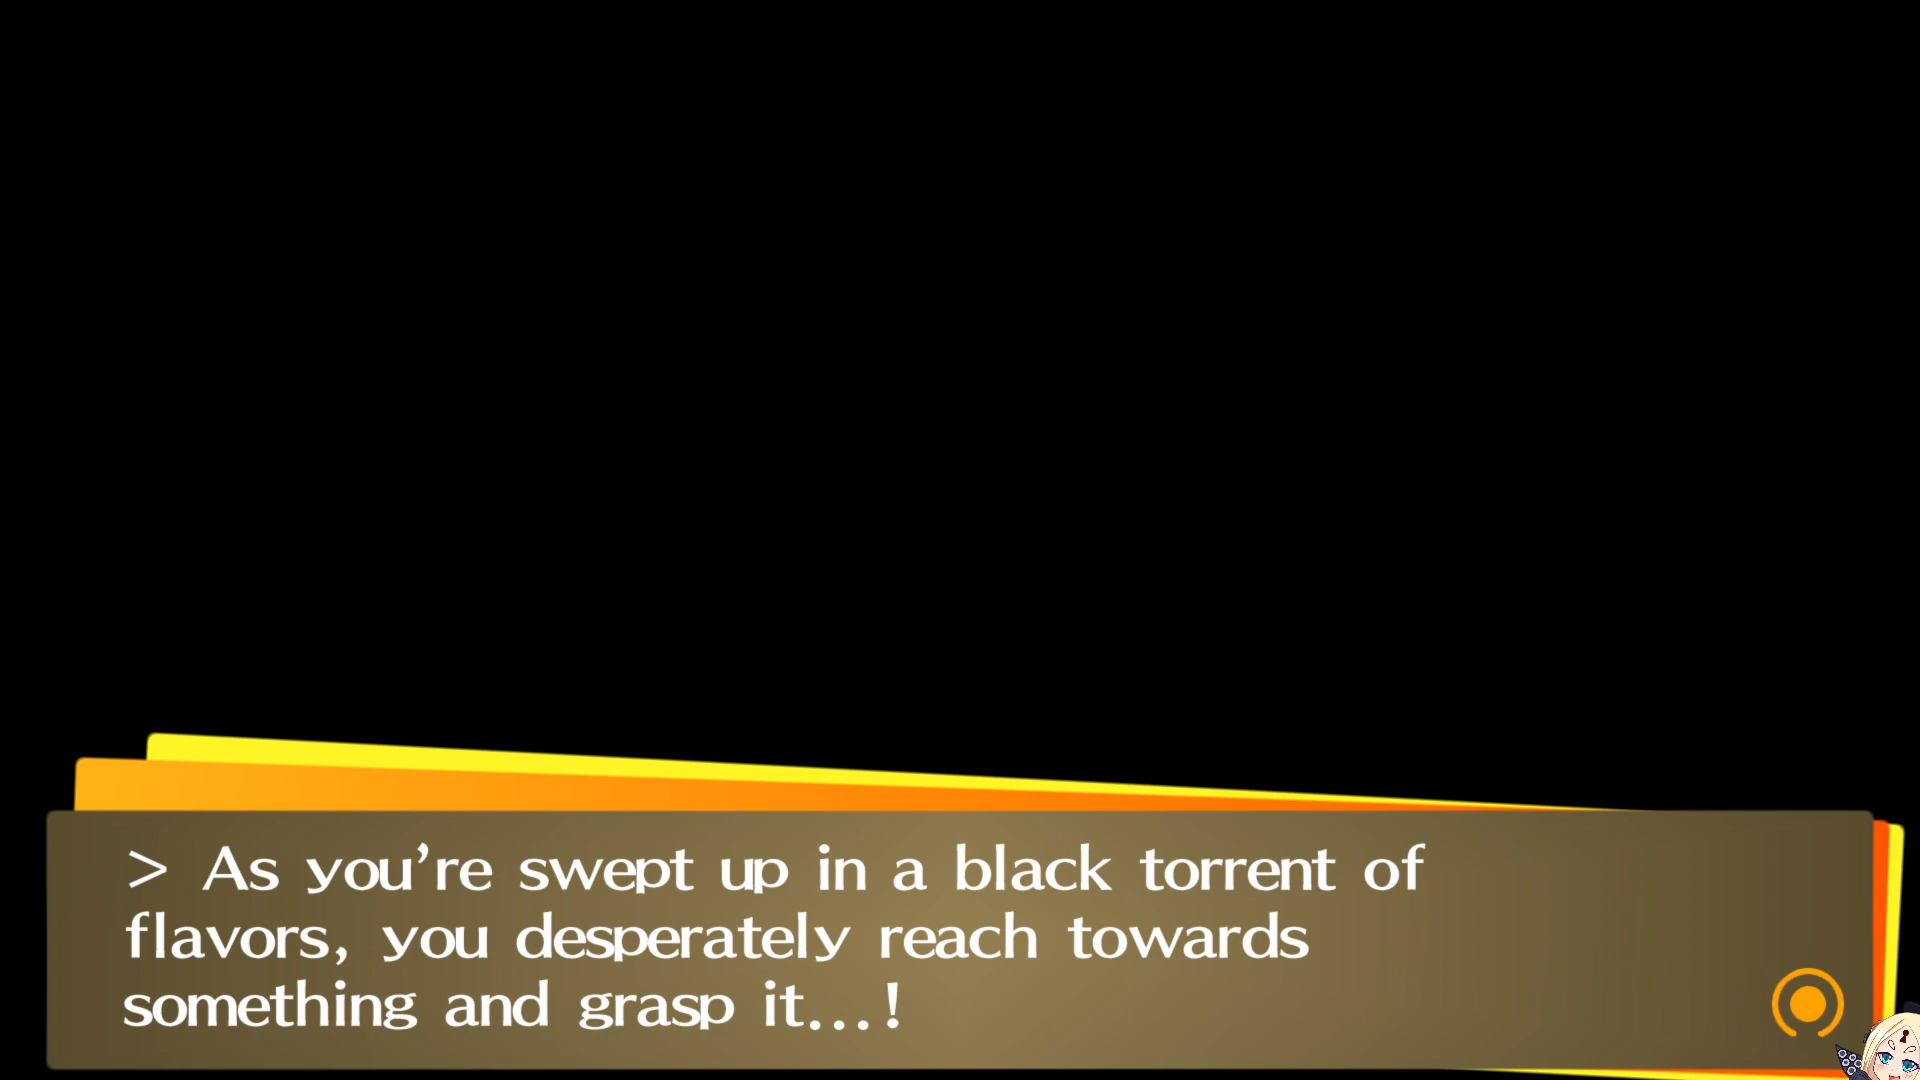 > As you’re swept up in a black torrent of
flavors, you desperately reach towards
something and grasp it...!